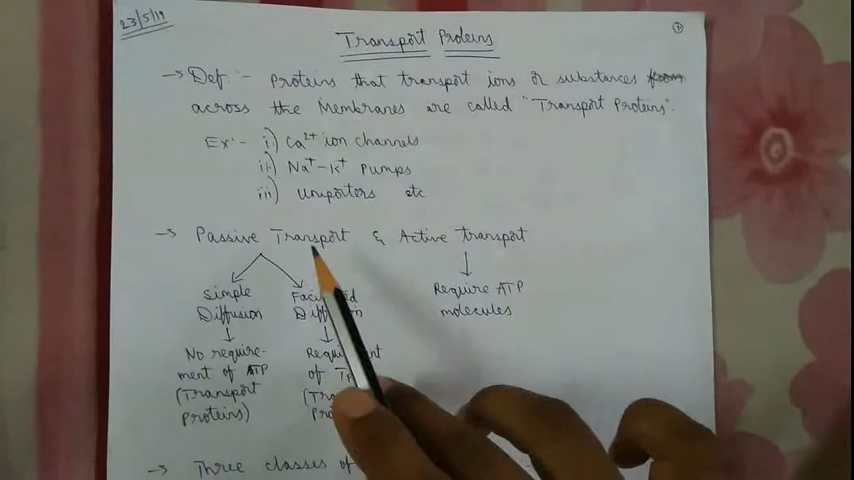 23/5/19
1
Transport Proteins
→ Def :- Proteins that transport ions or substances from
across the Membranes are called "Transport Proteins".
Ex:- i) Ca2+ ion channels
ii) Na+-K+ Pumps
iii) Uniporters etc
→ Passive Transport & Active transport
Simple Diffusion
No require-
ment of ATP
(Transport
Proteins)
Require ATP
molecules
→ Three classes of